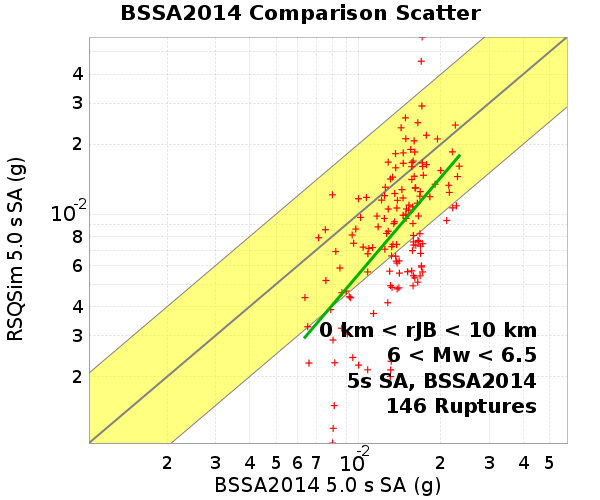 BSSA2014 Comparison Scatter
RSQSim 5.0 s SA (g)
4
3
2
10-2
8
6
4
3
2
0 km < rJB < 10 km
6 < Mw < 6.5
5s SA, BSSA2014
146 Ruptures
2 3 4 5 6 7 10-2 2 3 4 5
BSSA2014 5.0 s SA (g)